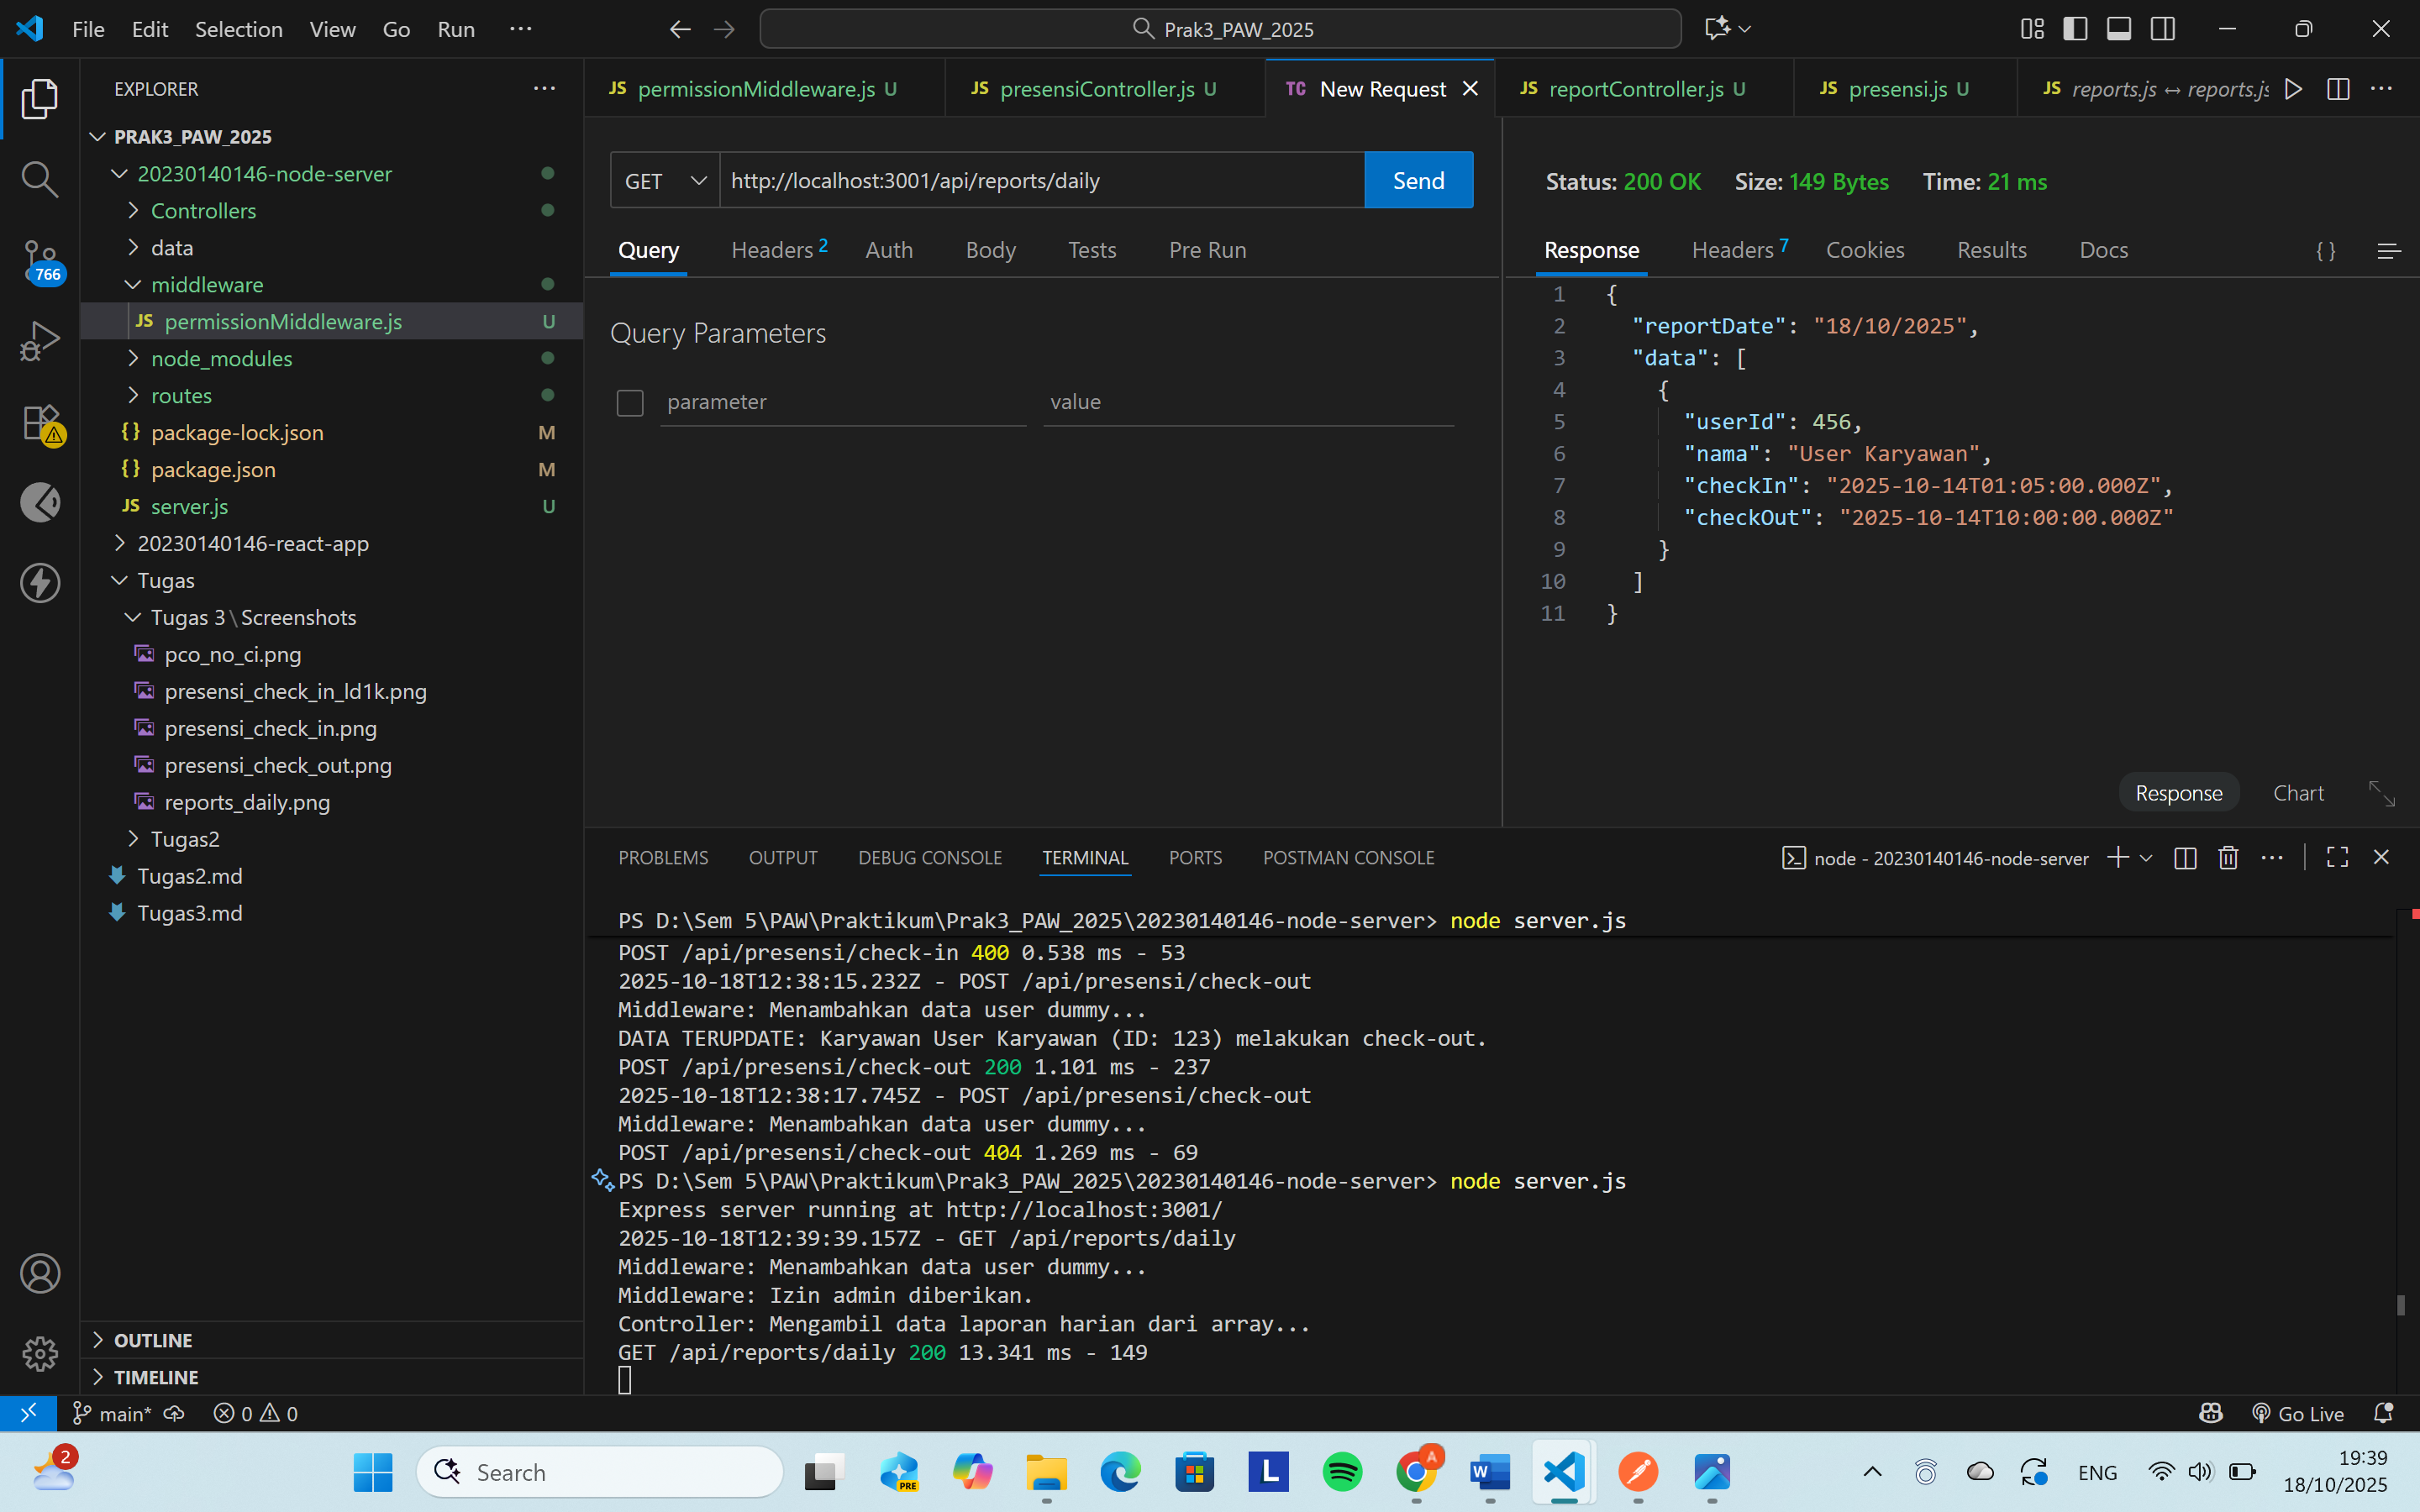 File Edit Selection View Go Run ···
Prak3_PAW_2025
EXPLORER ···
PRAK3_PAW_2025
20230140146-node-server
Controllers
data
middleware
JS permissionMiddleware.js U
node_modules
routes
{} package-lock.json M
{} package.json M
JS server.js U
20230140146-react-app
Tugas
Tugas 3\Screenshots
pco_no_ci.png
presensi_check_in_ld1k.png
presensi_check_in.png
presensi_check_out.png
reports_daily.png
Tugas2
Tugas2.md
Tugas3.md
OUTLINE
TIMELINE
766
JS permissionMiddleware.js U
JS presensiController.js U
TC New Request
JS reportController.js U
JS presensi.js U
JS reports.js ↔ reports.js
GET http://localhost:3001/api/reports/daily Send
Query Headers 2 Auth Body Tests Pre Run
Query Parameters
parameter value
Status: 200 OK Size: 149 Bytes Time: 21 ms
Response Headers 7 Cookies Results Docs { }
1 {
2 "reportDate": "18/10/2025",
3 "data": [
4 {
5 "userId": 456,
6 "nama": "User Karyawan",
7 "checkIn": "2025-10-14T01:05:00.000Z",
8 "checkOut": "2025-10-14T10:00:00.000Z"
9 }
10 ]
11 }
Response Chart
PROBLEMS OUTPUT DEBUG CONSOLE TERMINAL PORTS POSTMAN CONSOLE
node - 20230140146-node-server
PS D:\Sem 5\PAW\Praktikum\Prak3_PAW_2025\20230140146-node-server> node server.js
POST /api/presensi/check-in 400 0.538 ms - 53
2025-10-18T12:38:15.232Z - POST /api/presensi/check-out
Middleware: Menambahkan data user dummy...
DATA TERUPDATE: Karyawan User Karyawan (ID: 123) melakukan check-out.
POST /api/presensi/check-out 200 1.101 ms - 237
2025-10-18T12:38:17.745Z - POST /api/presensi/check-out
Middleware: Menambahkan data user dummy...
POST /api/presensi/check-out 404 1.269 ms - 69
PS D:\Sem 5\PAW\Praktikum\Prak3_PAW_2025\20230140146-node-server> node server.js
Express server running at http://localhost:3001/
2025-10-18T12:39:39.157Z - GET /api/reports/daily
Middleware: Menambahkan data user dummy...
Middleware: Izin admin diberikan.
Controller: Mengambil data laporan harian dari array...
GET /api/reports/daily 200 13.341 ms - 149
main* 0 0
Go Live
2
Search
PRE
L
A
W
ENG
19:39
18/10/2025